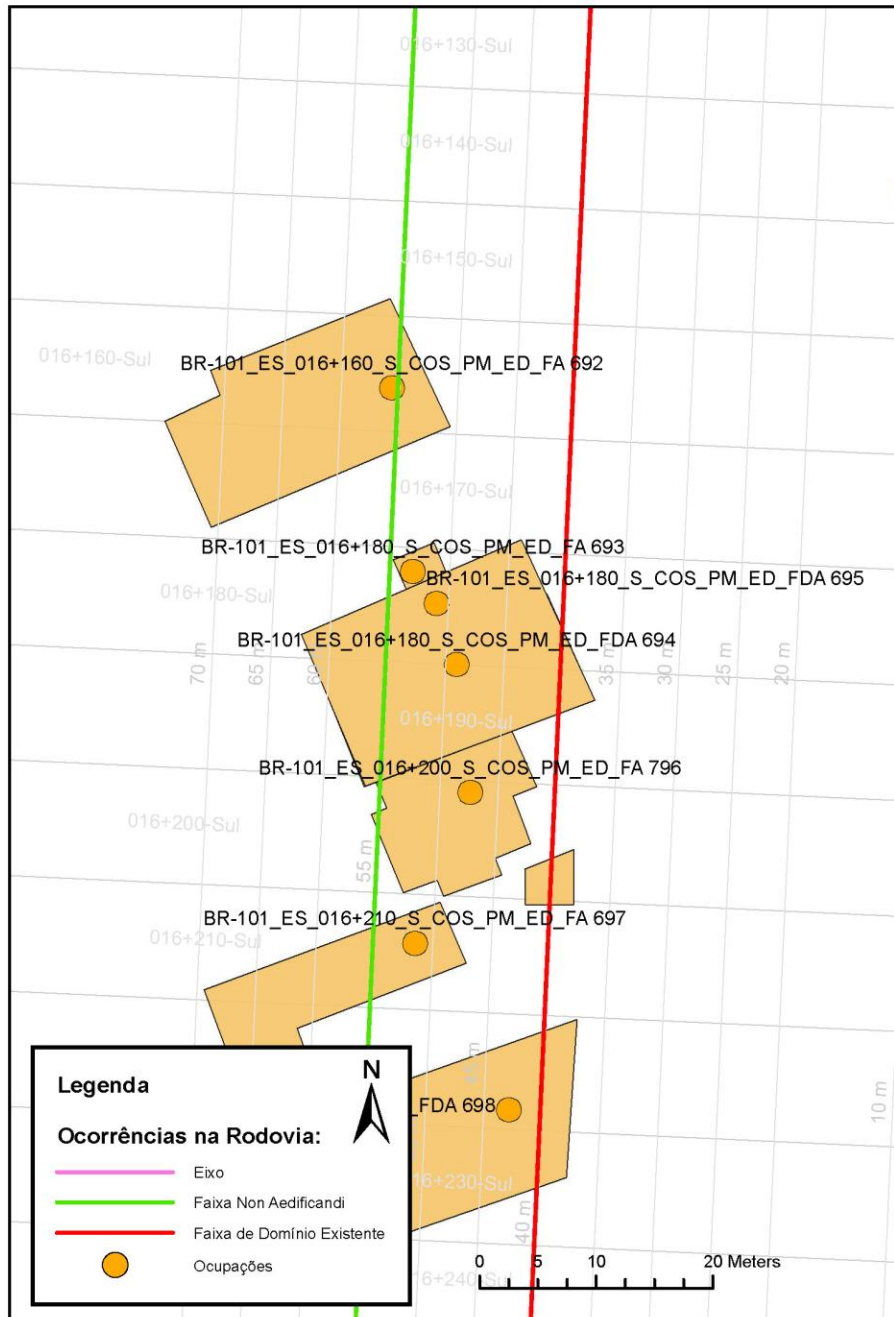 016+130-Sul
016+140-Sul
016+150-Sul
016+160-Sul
BR-101_ES_016+160_S_COS_PM_ED_FA 692
016+170-Sul
BR-101_ES_016+180_S_COS_PM_ED_FA 693
BR-101_ES_016+180_S_COS_PM_ED_FDA 695
016+180-Sul
BR-101_ES_016+180_S_COS_PM_ED_FDA 694
70 m
65 m
60
35 m
30 m
25 m
20 m
016+190-Sul
BR-101_ES_016+200_S_COS_PM_ED_FA 796
016+200-Sul
55 m
BR-101_ES_016+210_S_COS_PM_ED_FA 697
016+210-Sul
10 m
_FDA 698
016+230-Sul
40 m
016+240-Sul
Legenda
N
Ocorrências na Rodovia:
Eixo
Faixa Non Aedificandi
Faixa de Domínio Existente
Ocupações
0 5 10 20 Meters